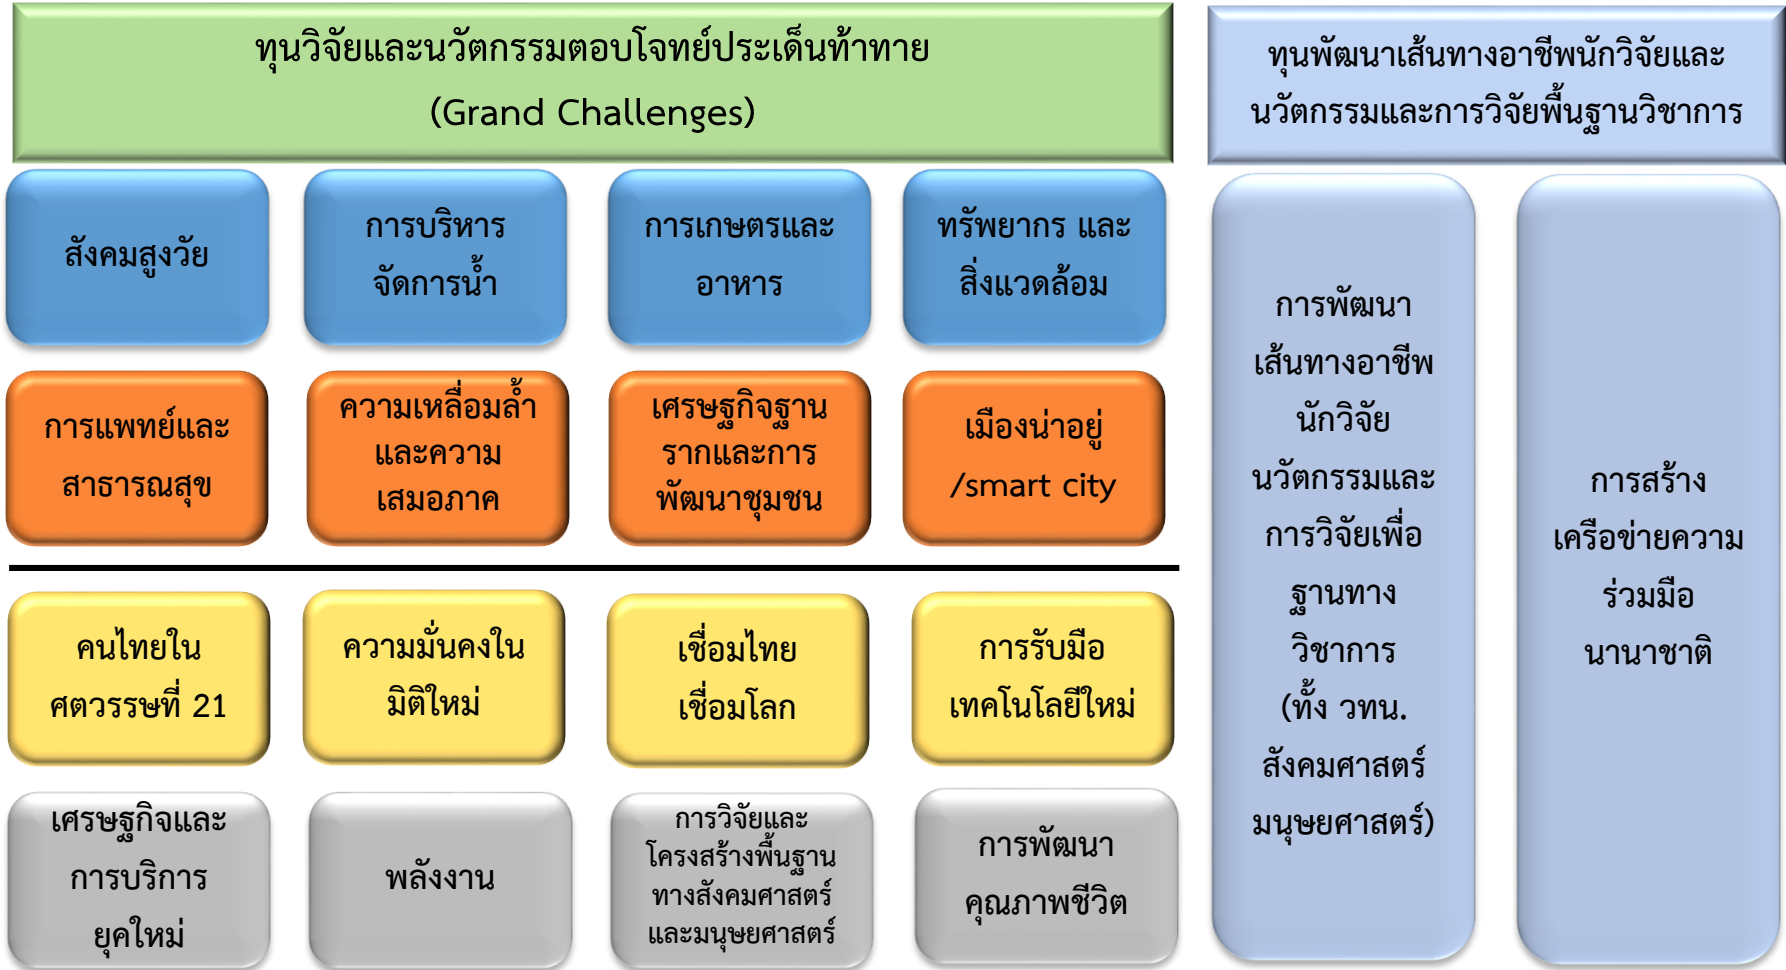 ทุนวิจัยและนวัตกรรมตอบโจทย์ประเด็นท้าทาย
(Grand Challenges)
ทุนพัฒนาเส้นทางอาชีพนักวิจัยและ
นวัตกรรมและการวิจัยพื้นฐานวิชาการ
สังคมสูงวัย
การบริหาร
จัดการน้ำ
การเกษตรและ
อาหาร
ทรัพยากร และ
สิ่งแวดล้อม
การแพทย์และ
สาธารณสุข
ความเหลื่อมล้ำ
และความ
เสมอภาค
เศรษฐกิจฐาน
รากและการ
พัฒนาชุมชน
เมืองน่าอยู่
/smart city
คนไทยใน
ศตวรรษที่ 21
ความมั่นคงใน
มิติใหม่
เชื่อมไทย
เชื่อมโลก
การรับมือ
เทคโนโลยีใหม่
เศรษฐกิจและ
การบริการ
ยุคใหม่
พลังงาน
การวิจัยและ
โครงสร้างพื้นฐาน
ทางสังคมศาสตร์
และมนุษยศาสตร์
การพัฒนา
คุณภาพชีวิต
การพัฒนา
เส้นทางอาชีพ
นักวิจัย
นวัตกรรมและ
การวิจัยเพื่อ
ฐานทาง
วิชาการ
(ทั้ง วทน.
สังคมศาสตร์
มนุษยศาสตร์)
การสร้าง
เครือข่ายความ
ร่วมมือ
นานาชาติ